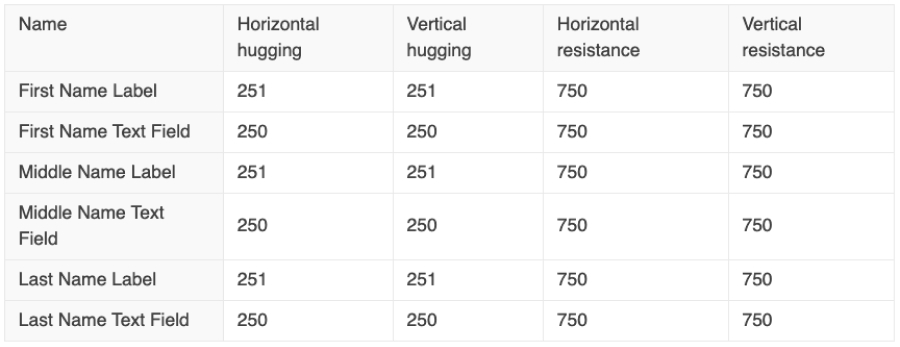 Name Horizontal hugging Vertical hugging Horizontal resistance Vertical resistance
First Name Label 251 251 750 750
First Name Text Field 250 250 750 750
Middle Name Label 251 251 750 750
Middle Name Text Field 250 250 750 750
Last Name Label 251 251 750 750
Last Name Text Field 250 250 750 750